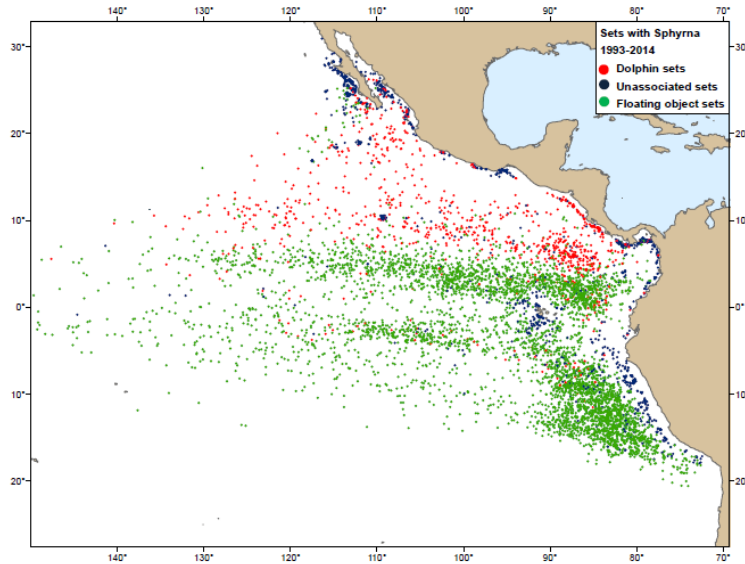 140° 130° 120° 110° 100° 90° 80° 70°
Sets with Sphyrna
1993-2014
Dolphin sets
Unassociated sets
Floating object sets
30° 30°
20° 20°
10° 10°
0° 0°
10° 10°
20° 20°
140° 130° 120° 110° 100° 90° 80° 70°